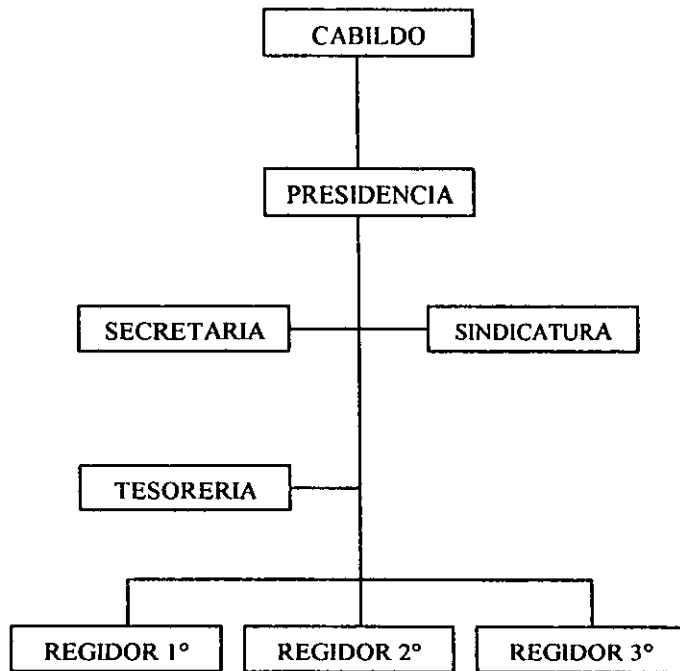 CABILDO
PRESIDENCIA
SECRETARIA
SINDICATURA
TESORERIA
REGIDOR 1°
REGIDOR 2°
REGIDOR 3°